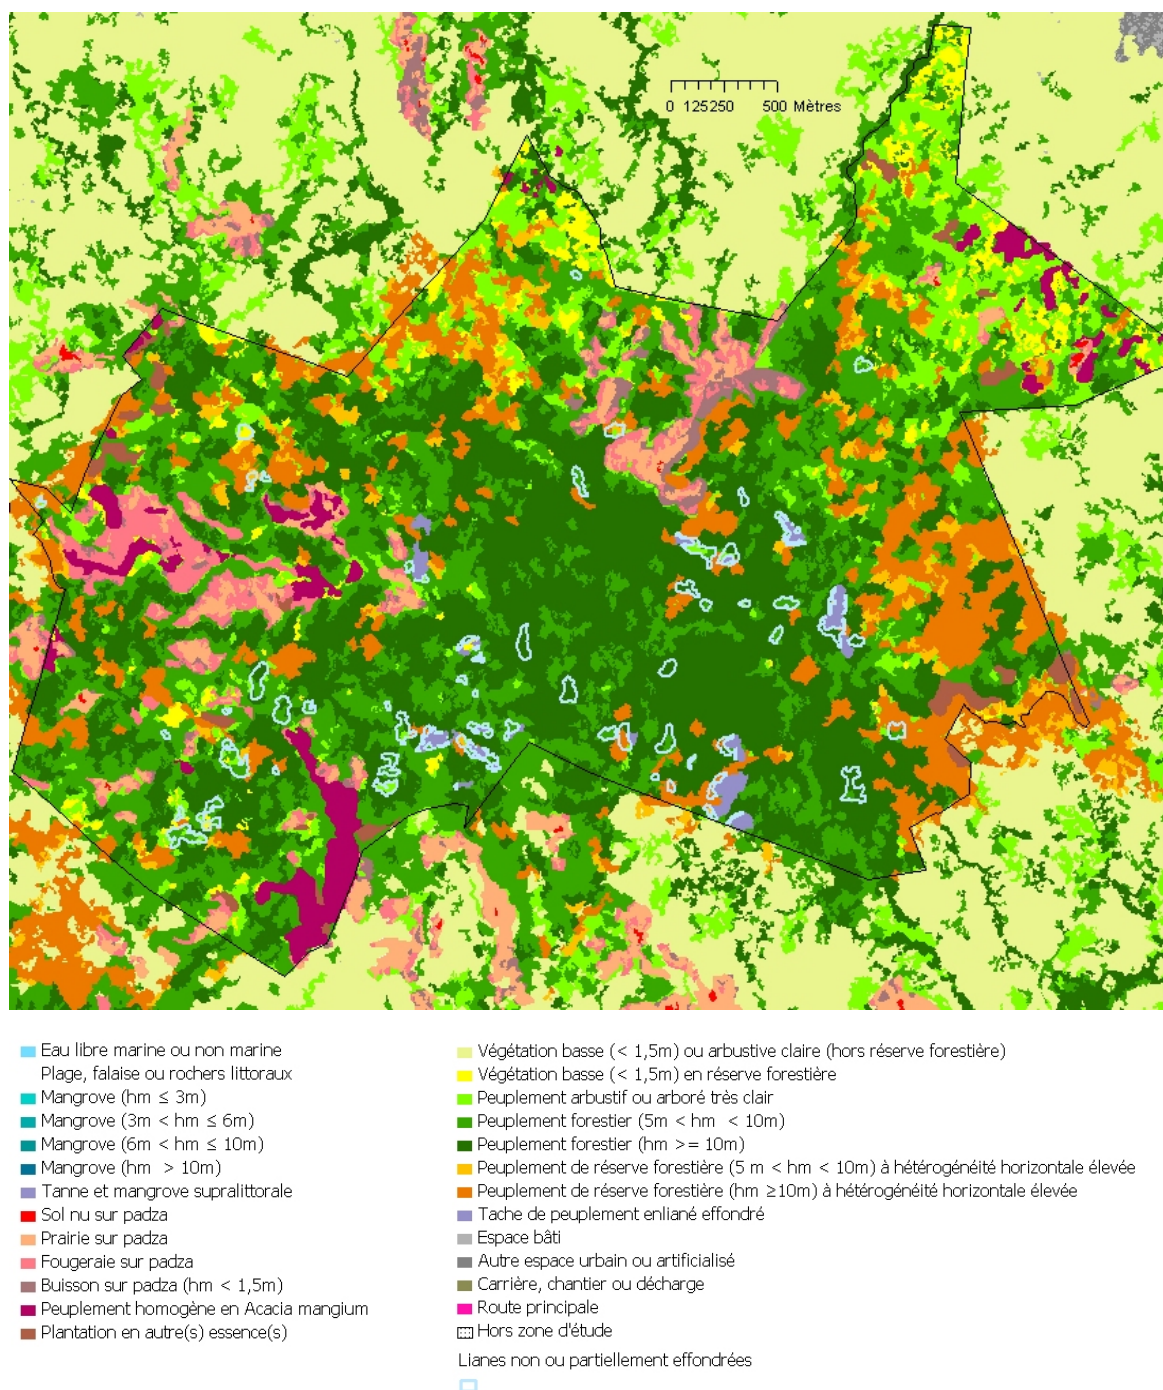 0 125250 500 Mètres
Eau libre marine ou non marine
Plage, falaise ou rochers littoraux
Mangrove (hm ≤ 3m)
Mangrove (3m < hm ≤ 6m)
Mangrove (6m < hm ≤ 10m)
Mangrove (hm > 10m)
Tanne et mangrove supralittorale
Sol nu sur padza
Prairie sur padza
Fougeraie sur padza
Buisson sur padza (hm < 1,5m)
Peuplement homogène en Acacia mangium
Plantation en autre(s) essence(s)
Végétation basse (< 1,5m) ou arbustive claire (hors réserve forestière)
Végétation basse (< 1,5m) en réserve forestière
Peuplement arbustif ou arboré très clair
Peuplement forestier (5m < hm < 10m)
Peuplement forestier (hm >= 10m)
Peuplement de réserve forestière (5 m < hm < 10m) à hétérogénéité horizontale élevée
Peuplement de réserve forestière (hm ≥10m) à hétérogénéité horizontale élevée
Tache de peuplement enliané effondré
Espace bâti
Autre espace urbain ou artificialisé
Carrière, chantier ou décharge
Route principale
Hors zone d'étude
Lianes non ou partiellement effondrées